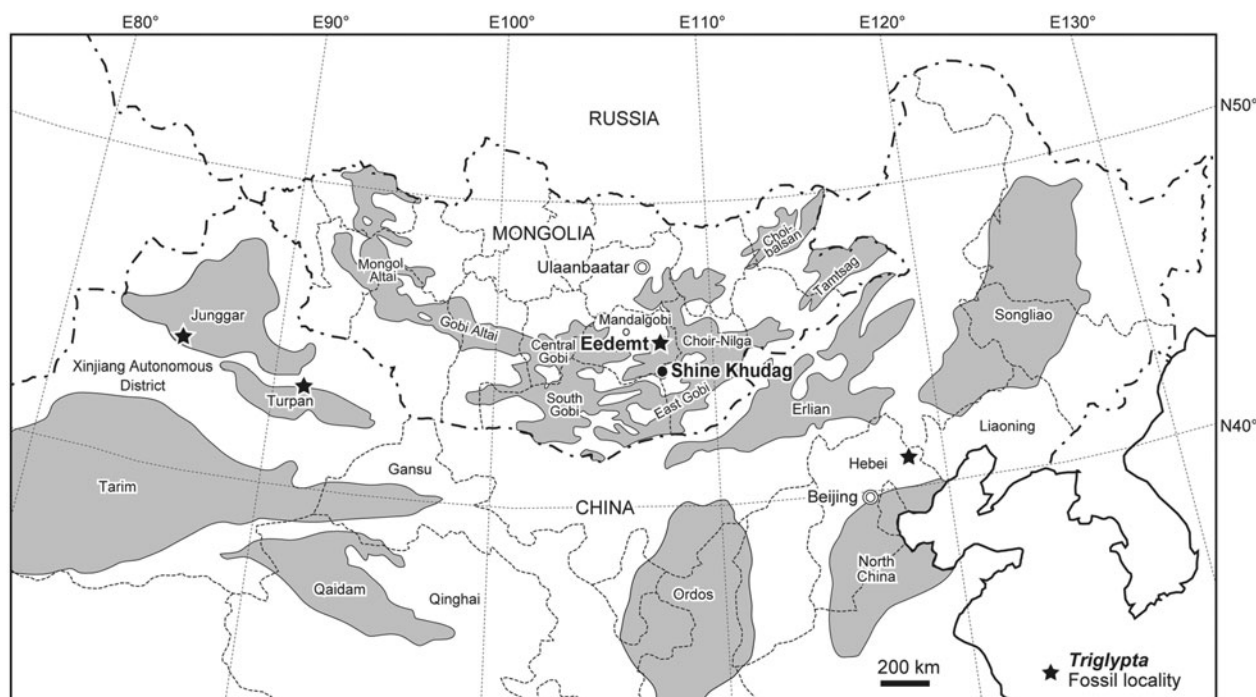 E80°
E90°
E100°
E110°
E120°
E130°
N50°
RUSSIA
MONGOLIA
Choi-
balsan
Ulaanbaatar
Mongol
Altai
Tamtsag
Junggar
Gobi Altai
Mandalgobi
Songliao
Central
Gobi
Eedemt
Choir-Nilga
Xinjiang Autonomous
District
Shine Khudag
Turpan
South
Gobi
East Gobi
Erlian
Liaoning
N40°
Gansu
Hebei
Tarim
Beijing
CHINA
North
China
Qaidam
Qinghai
Ordos
200 km
Triglypta
Fossil locality